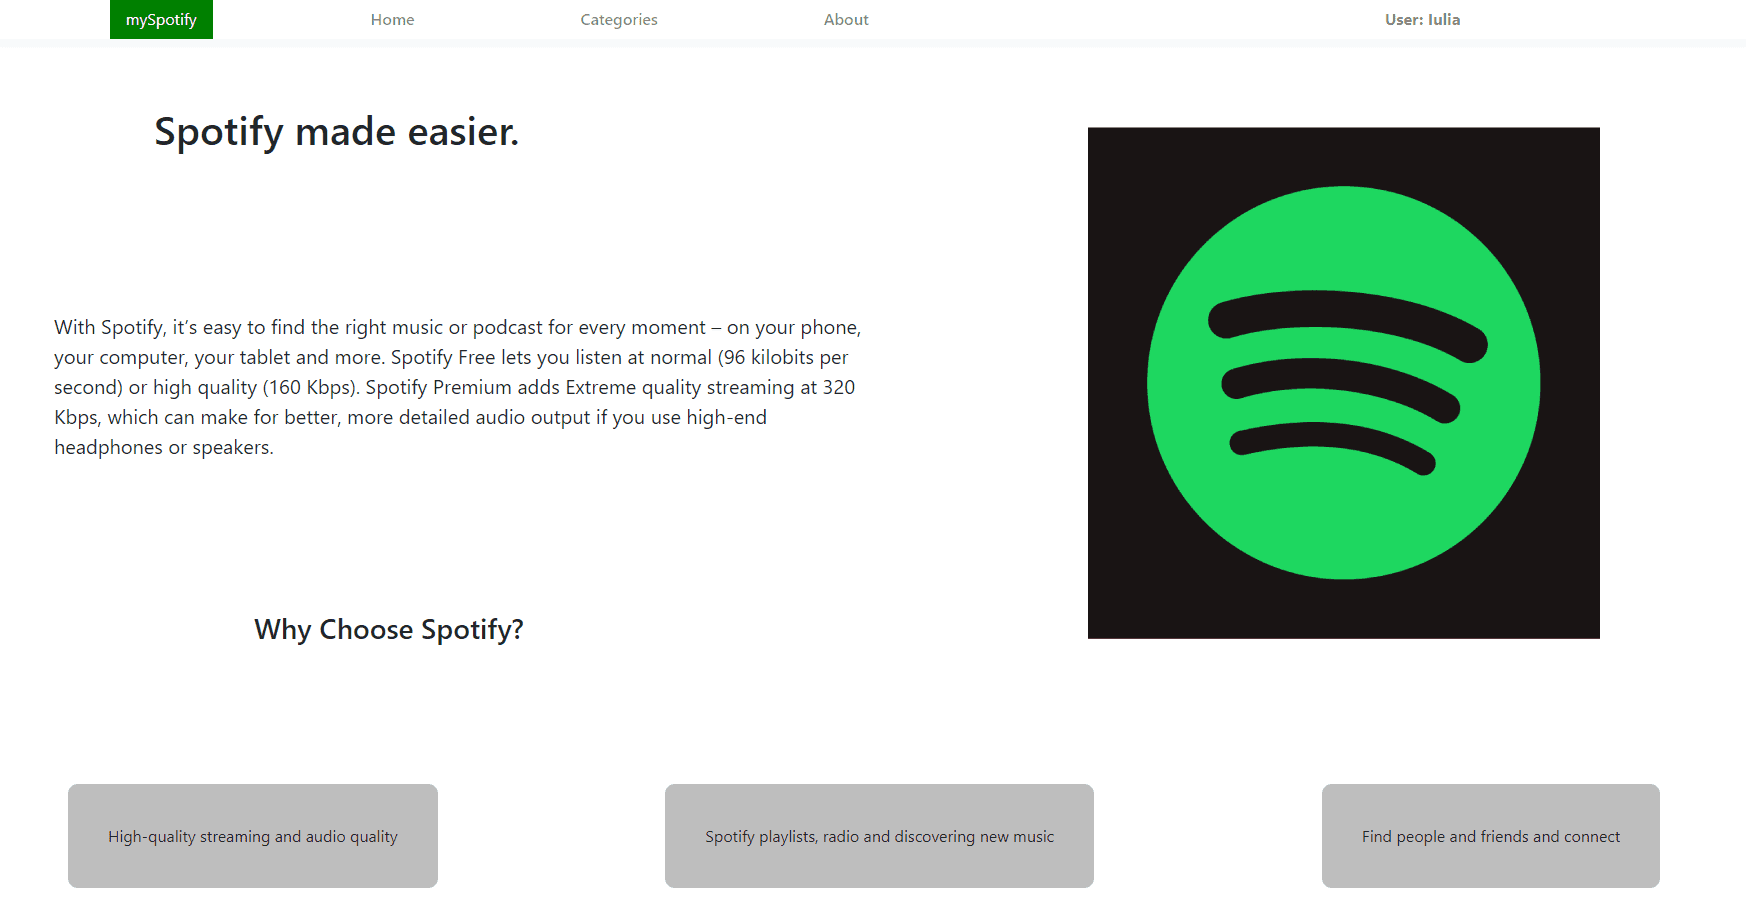 mySpotify Home Categories About User: Iulia
Spotify made easier.
With Spotify, it’s easy to find the right music or podcast for every moment – on your phone,
your computer, your tablet and more. Spotify Free lets you listen at normal (96 kilobits per
second) or high quality (160 Kbps). Spotify Premium adds Extreme quality streaming at 320
Kbps, which can make for better, more detailed audio output if you use high-end
headphones or speakers.
Why Choose Spotify?
High-quality streaming and audio quality
Spotify playlists, radio and discovering new music
Find people and friends and connect